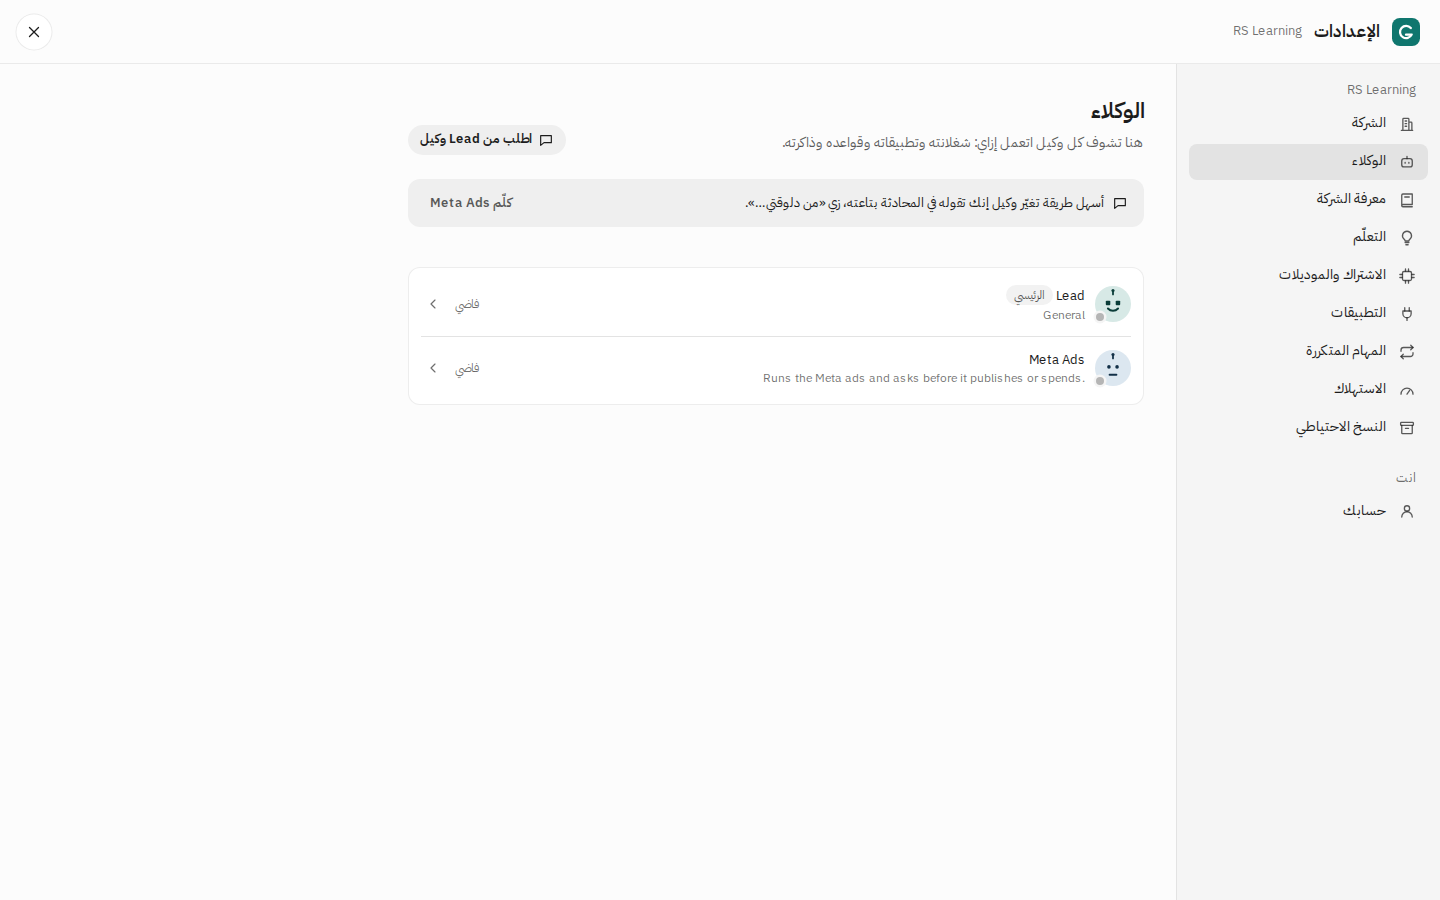 الإعدادات RS Learning
RS Learning
الشركة
الوكلاء
معرفة الشركة
التعلّم
الاشتراك والموديلات
التطبيقات
المهام المتكررة
الاستهلاك
النسخ الاحتياطي
انت
حسابك
الوكلاء
هنا تشوف كل وكيل اتعمل إزاي: شغلانته وتطبيقاته وقواعده وذاكرته.
اطلب من Lead وكيل
أسهل طريقة تغيّر وكيل إنك تقوله في المحادثة بتاعته، زي «من دلوقتي…».
كلّم Meta Ads
Lead الرئيسي
General
فاضي
Meta Ads
Runs the Meta ads and asks before it publishes or spends.
فاضي